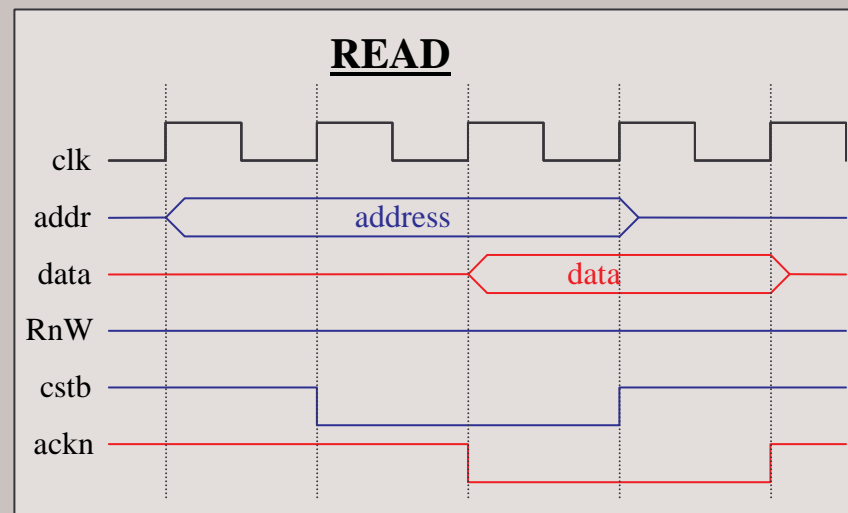 READ
clk
addr address
data data
RnW
cstb
ackn